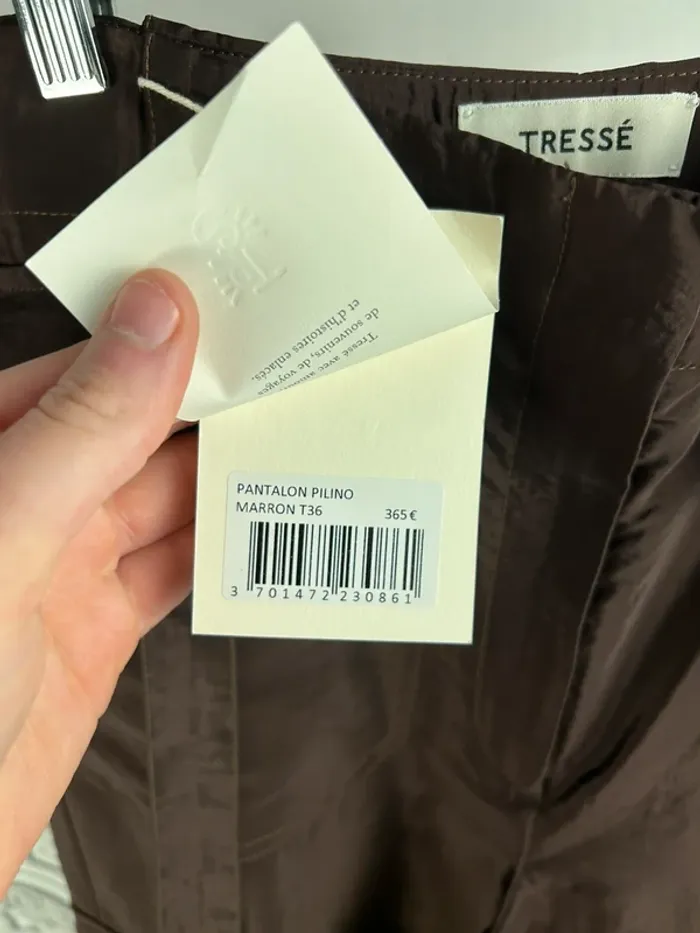 TRESSÉ
Tressé avec
de souvenirs, de voyages
et d'histoires enlacés.
PANTALON PILINO
MARRON T36
365€
3 701472 230861